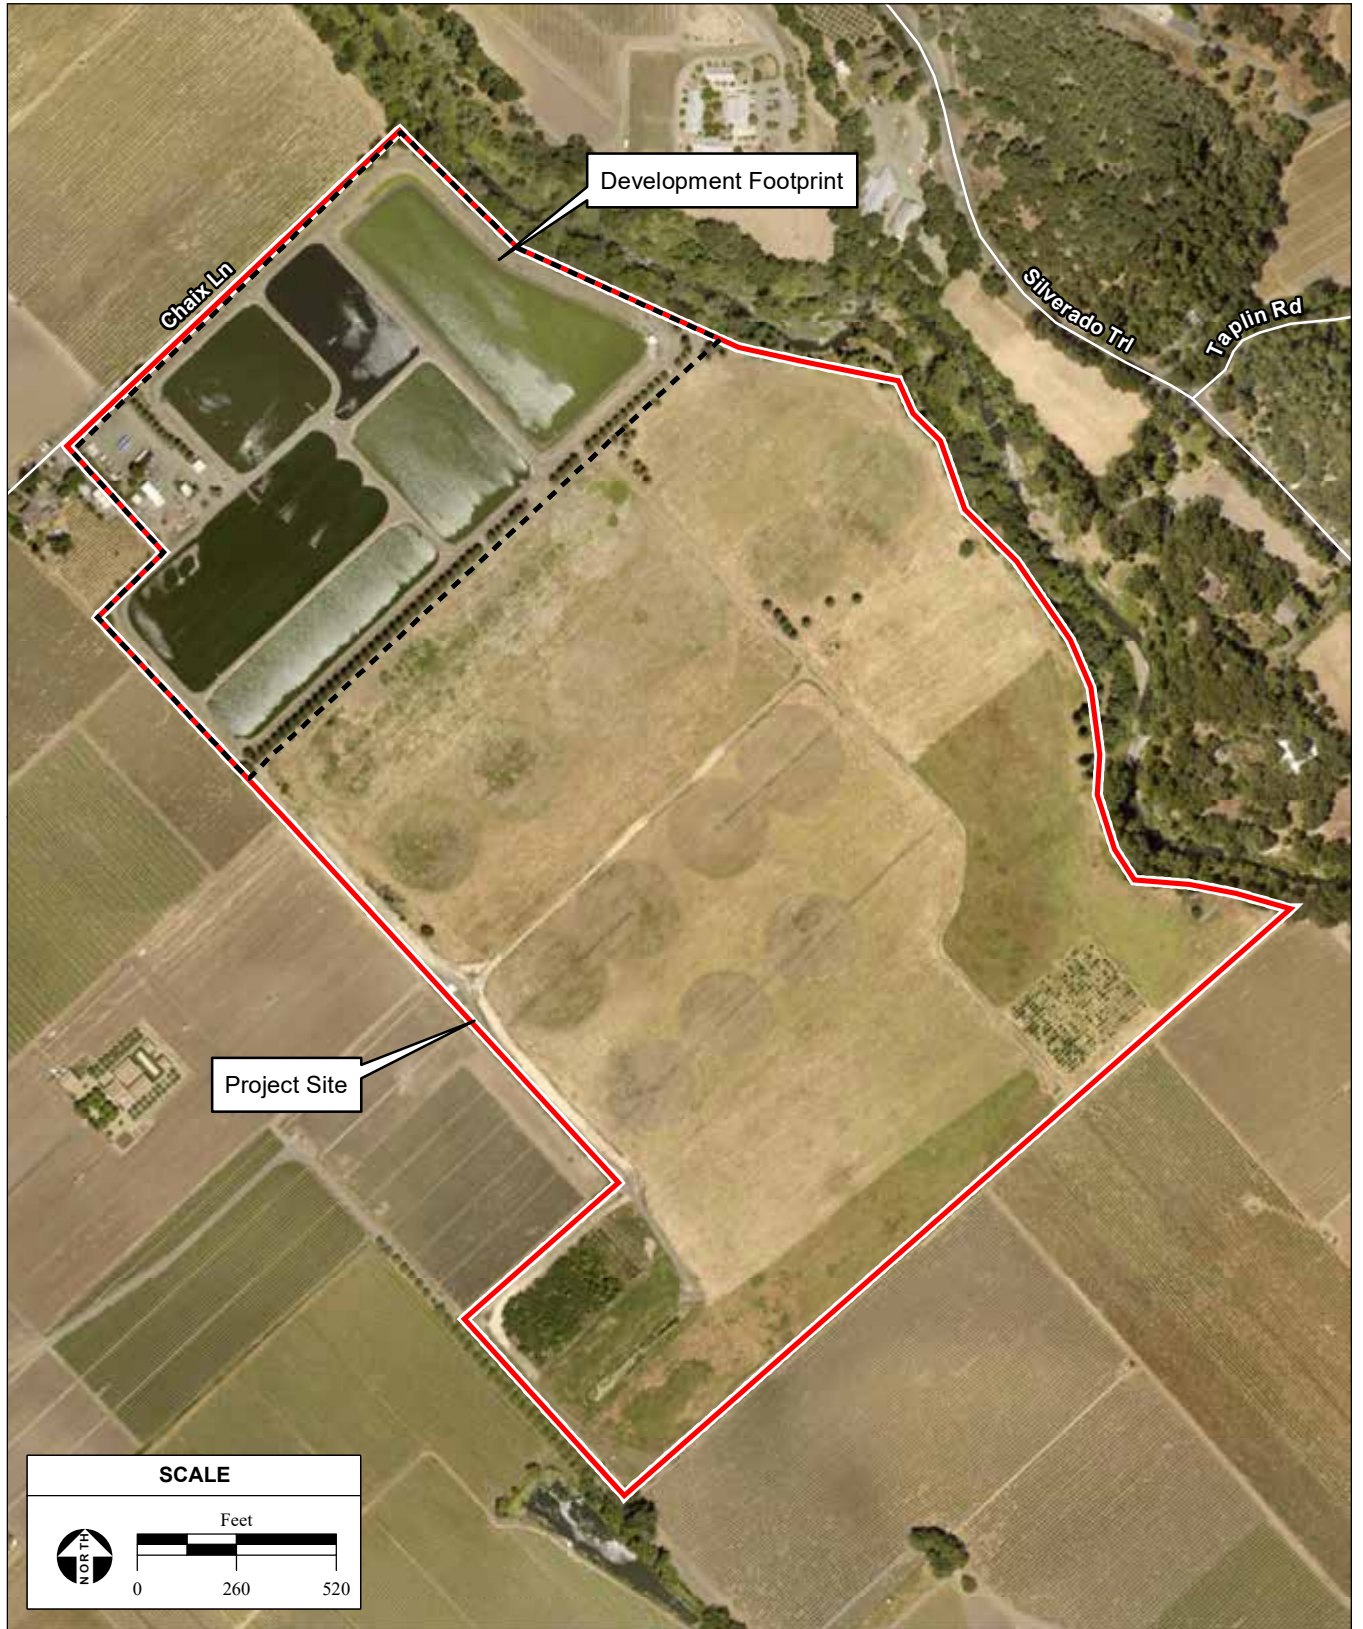 Development Footprint
Chaix Ln
Silverado Trl
Taplin Rd
Project Site
SCALE
Feet
NORTH
0 260 520